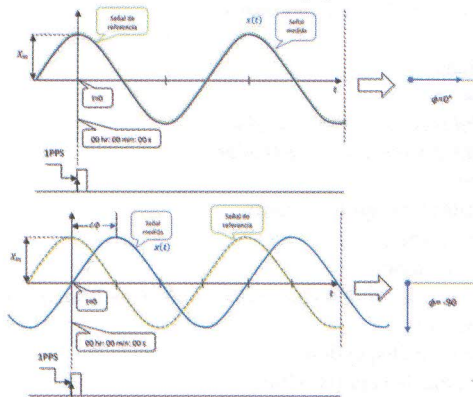 Señal de
referencia
x(t)
Señal
medida
Xm
t
t=0
ϕ=0°
00 hr: 00 min: 00 s
1PPS
ϕ
Señal
medida
x(t)
Señal de
referencia
Xm
t
t=0
ϕ= -90
00 hr: 00 min: 00 s
1PPS